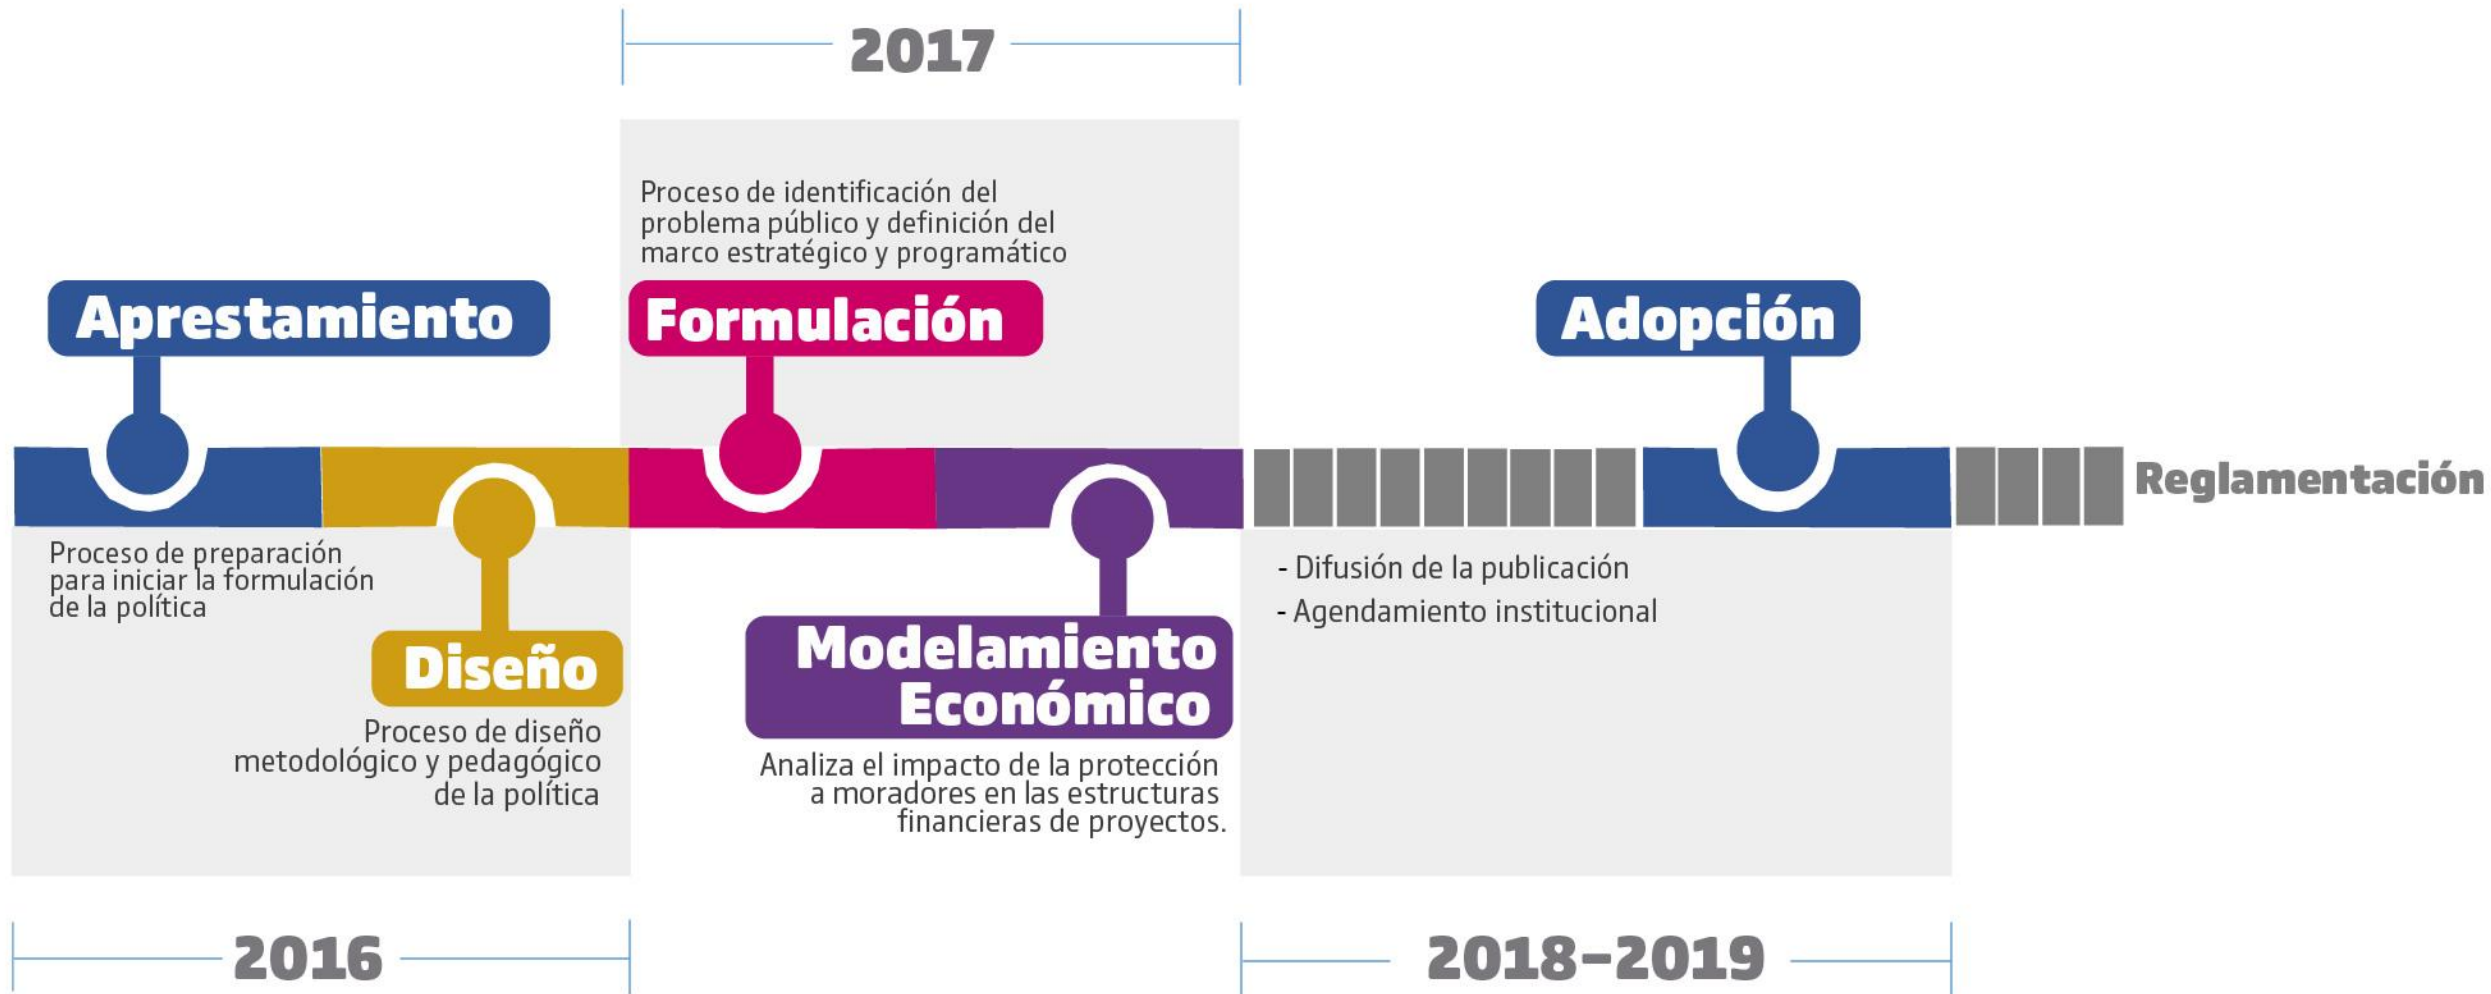 2017
Proceso de identificación del
problema público y definición del
marco estratégico y programático
Aprestamiento
Formulación
Adopción
Reglamentación
Proceso de preparación
para iniciar la formulación
de la política
Diseño
Proceso de diseño
metodológico y pedagógico
de la política
Modelamiento
Económico
Analiza el impacto de la protección
a moradores en las estructuras
financieras de proyectos.
- Difusión de la publicación
- Agendamiento institucional
2016
2018-2019